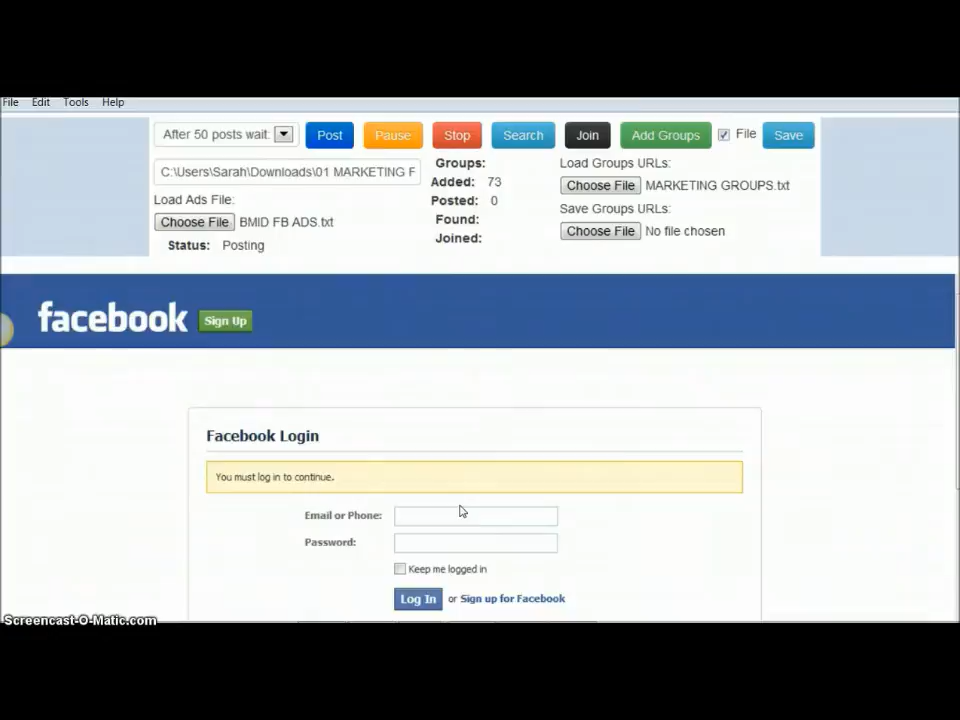 File Edit Tools Help
After 50 posts wait: Post Pause Stop Search Join Add Groups File Save
C:\Users\Sarah\Downloads\01 MARKETING F
Groups:
Load Groups URLs:
Added: 73
Choose File MARKETING GROUPS.txt
Load Ads File:
Posted: 0
Save Groups URLs:
Choose File BMID FB ADS.txt
Found:
Choose File No file chosen
Status: Posting
Joined:
facebook Sign Up
Facebook Login
You must log in to continue.
Email or Phone:
Password:
Keep me logged in
Log In or Sign up for Facebook
Screencast-O-Matic.com